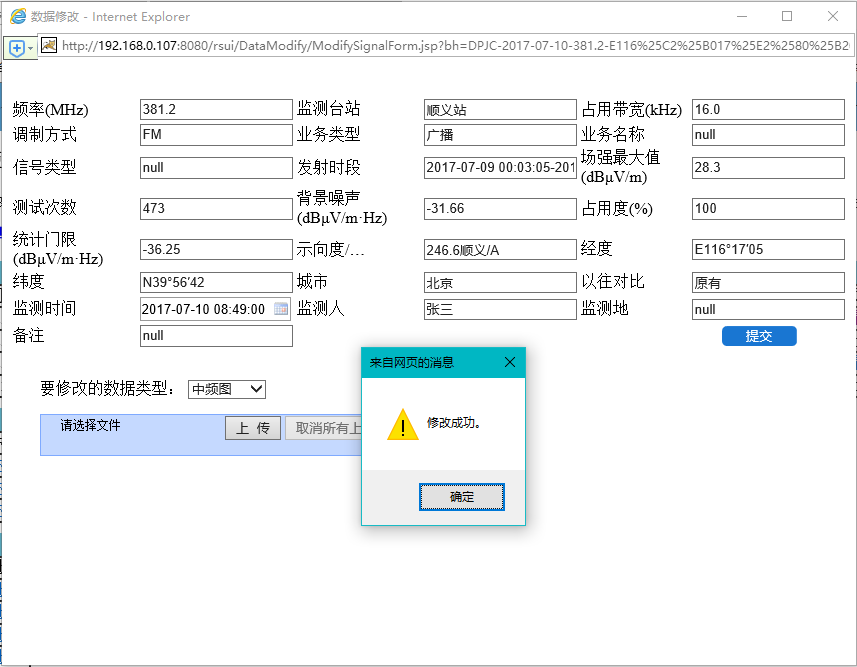 数据修改 - Internet Explorer
http://192.168.0.107:8080/rsui/DataModify/ModifySignalForm.jsp?bh=DPJC-2017-07-10-381.2-E116%25C2%25B017%25E2%2580%25B2
频率(MHz) 381.2 监测台站 顺义站 占用带宽(kHz) 16.0
调制方式 FM 业务类型 广播 业务名称 null
信号类型 null 发射时段 2017-07-09 00:03:05-201 场强最大值(dBμV/m) 28.3
测试次数 473 背景噪声(dBμV/m·Hz) -31.66 占用度(%) 100
统计门限(dBμV/m·Hz) -36.25 示向度/... 246.6顺义/A 经度 E116°17′05
纬度 N39°56′42 城市 北京 以往对比 原有
监测时间 2017-07-10 08:49:00 监测人 张三 监测地 null
备注 null 提交
要修改的数据类型： 中频图
请选择文件 上 传 取消所有上
来自网页的消息
修改成功。
确定